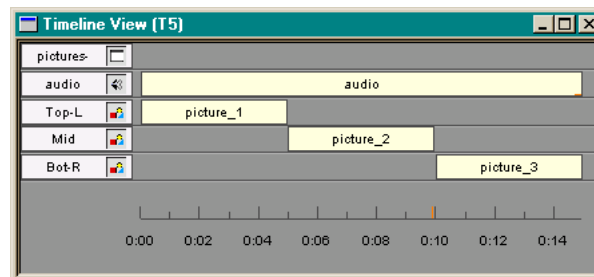 Timeline View (T5)
pictures-
audio audio
Top-L picture_1
Mid picture_2
Bot-R picture_3
0:00 0:02 0:04 0:06 0:08 0:10 0:12 0:14